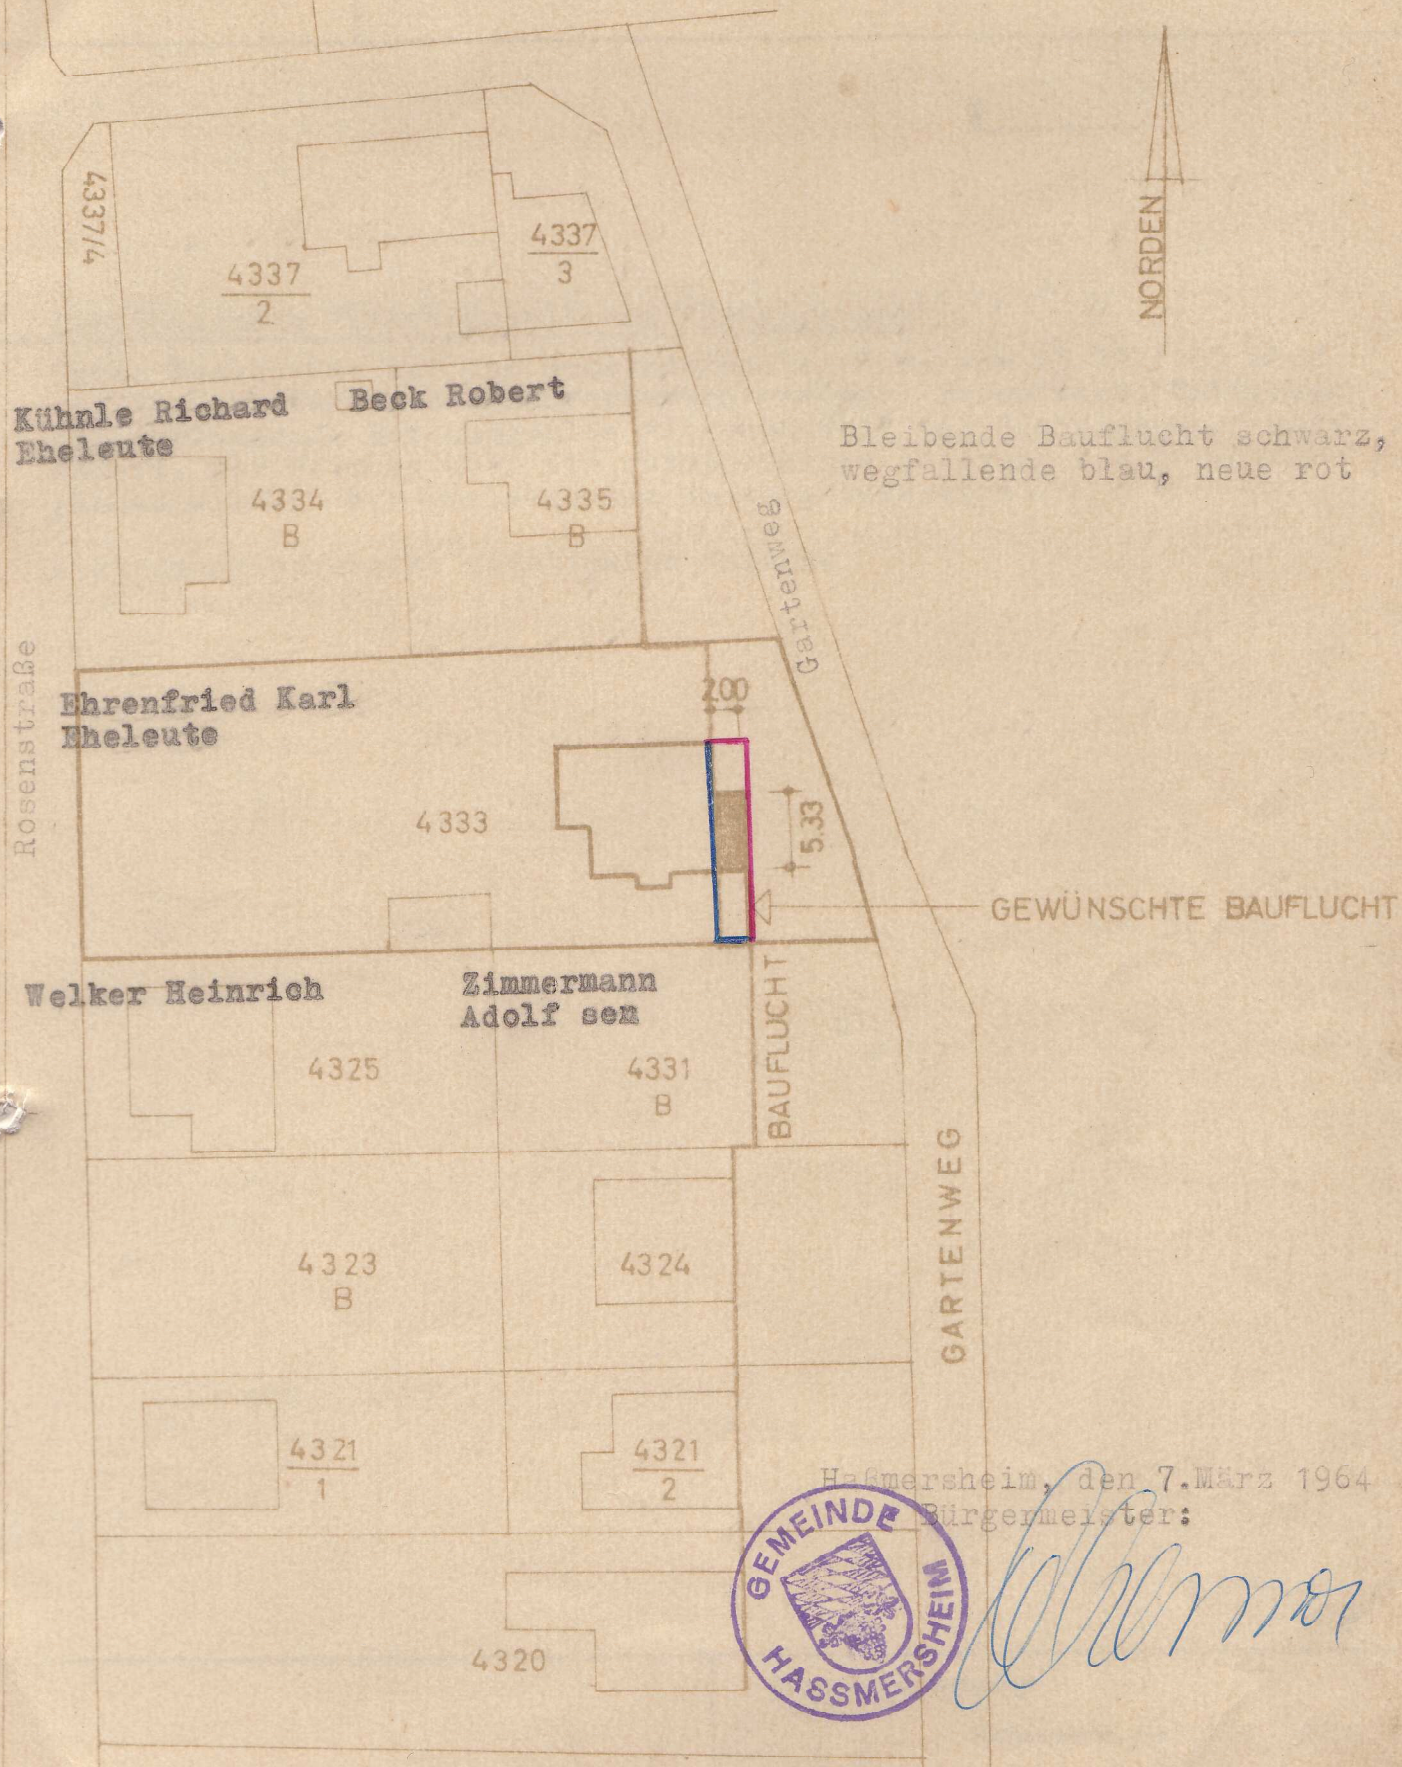 4337/4
4337
2
4337
3
NORDEN
Kühnle Richard
Eheleute
Beck Robert
Bleibende Bauflucht schwarz,
wegfallende blau, neue rot
4334
B
4335
B
Gartenweg
Rosenstraße
Ehrenfried Karl
Eheleute
2.00
4333
5.33
GEWÜNSCHTE BAUFLUCHT
Welker Heinrich
Zimmermann
Adolf sen
4325
4331
B
BAUFLUCHT
GARTENWEG
4323
B
4324
4321
1
4321
2
Haßmersheim, den 7.März 1964
Bürgermeister:
GEMEINDE
HASSMERSHEIM
4320